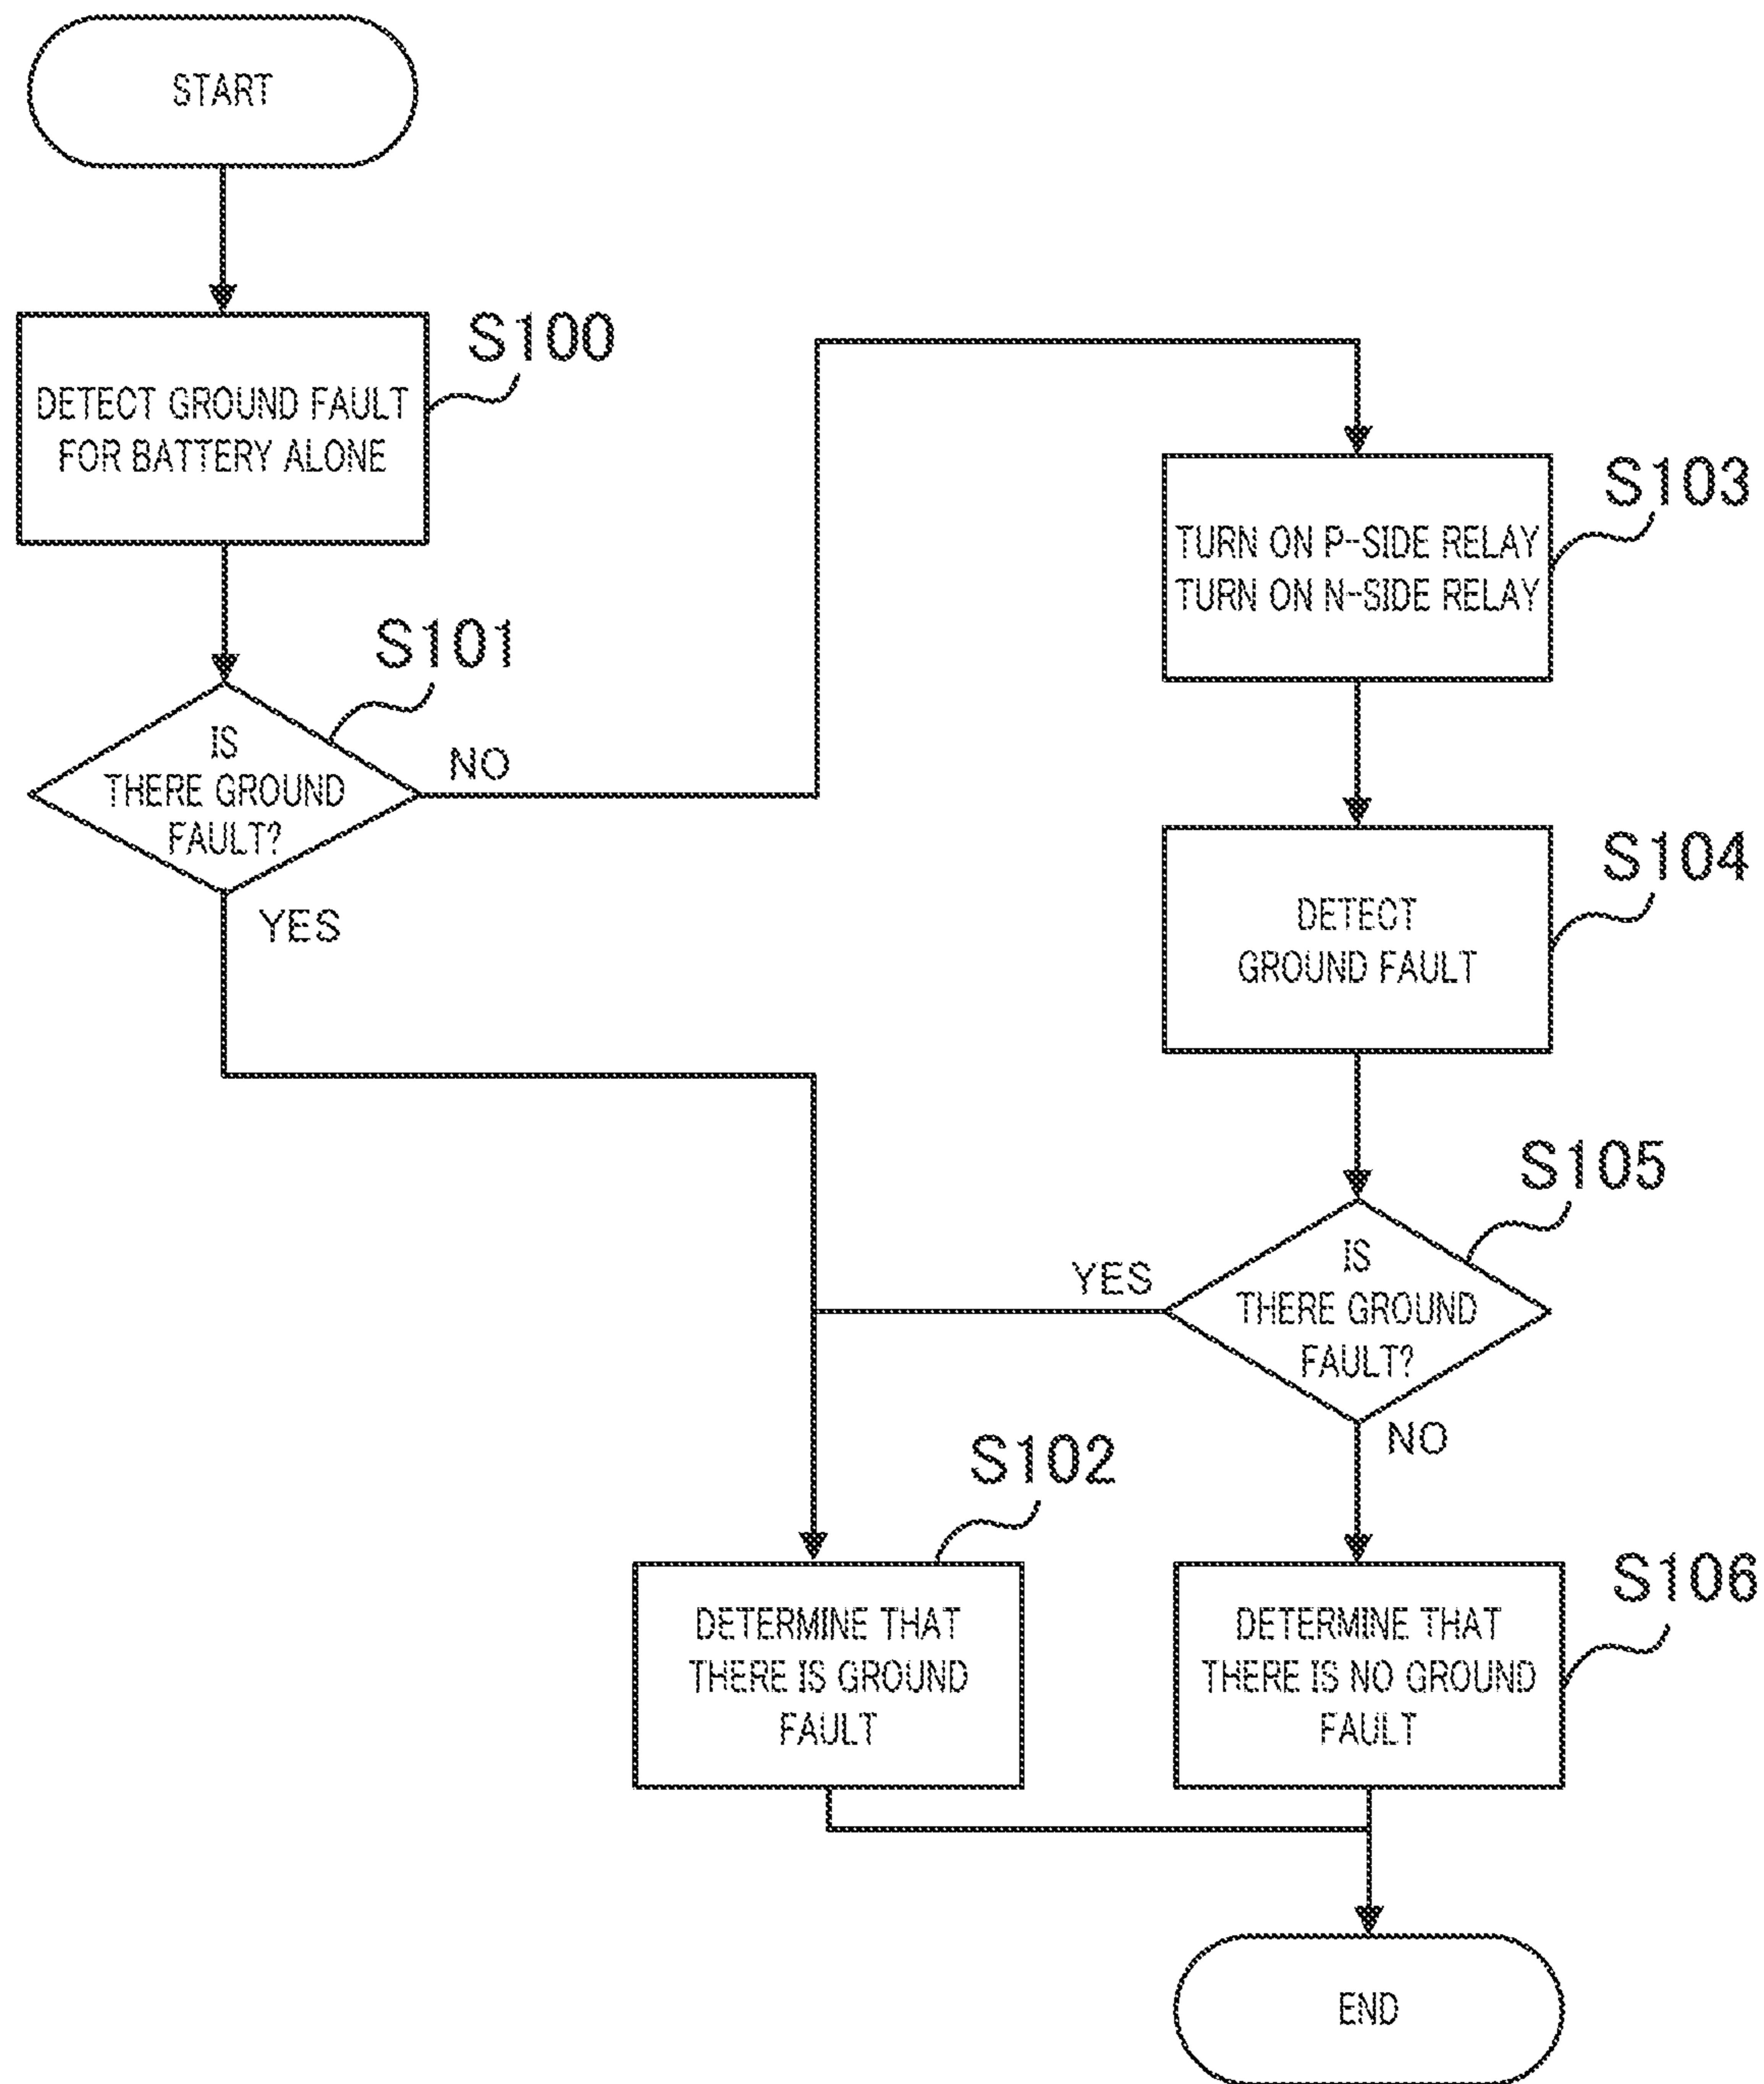 START
S100
DETECT GROUND FAULT
FOR BATTERY ALONE
S101
IS
THERE GROUND
FAULT?
NO
YES
S103
TURN ON P-SIDE RELAY
TURN ON N-SIDE RELAY
S104
DETECT
GROUND FAULT
S105
IS
THERE GROUND
FAULT?
YES
NO
S102
DETERMINE THAT
THERE IS GROUND
FAULT
S106
DETERMINE THAT
THERE IS NO GROUND
FAULT
END